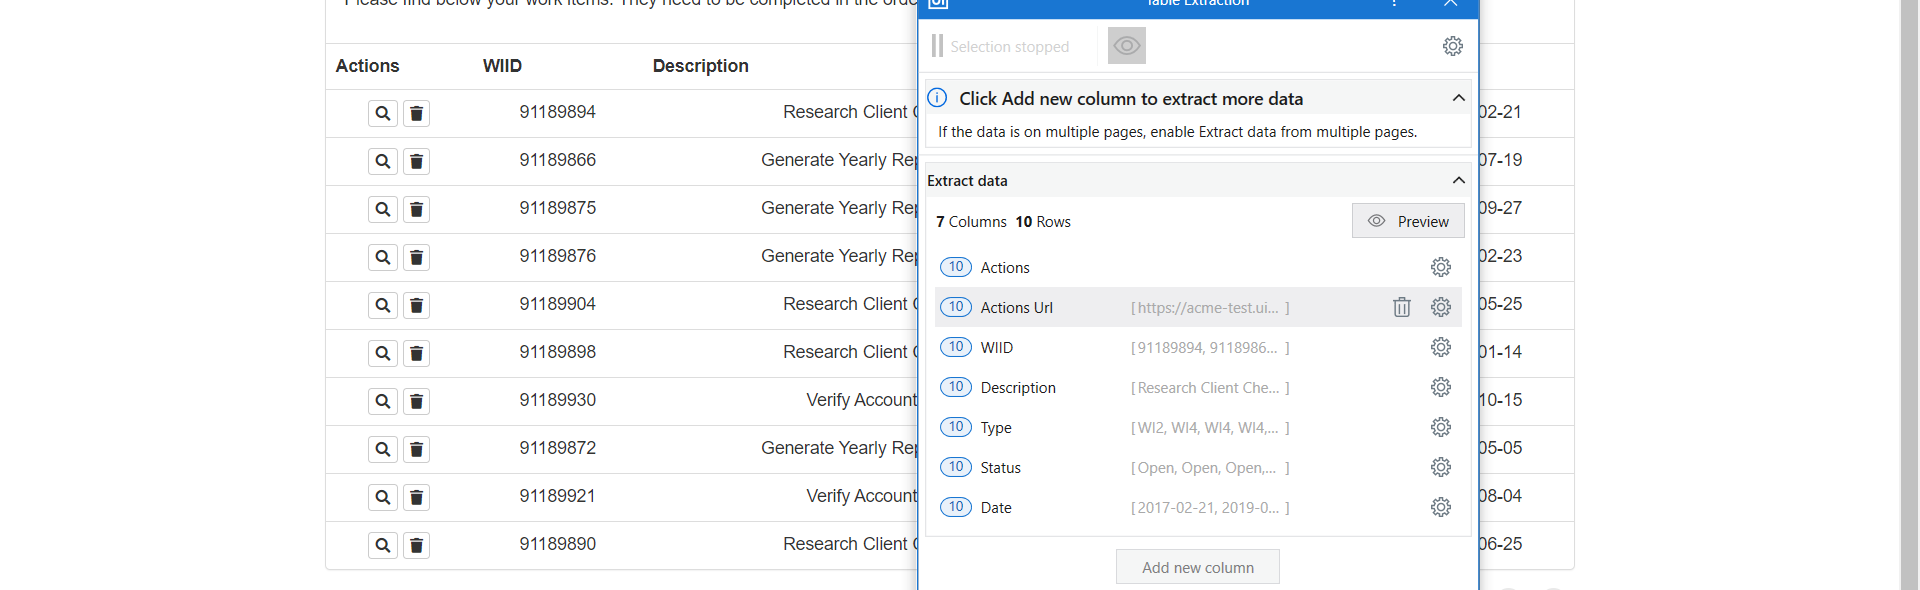 Please find below your work items. They need to be completed in the orde
Actions WIID Description
91189894 Research Client 02-21
91189866 Generate Yearly Rep 07-19
91189875 Generate Yearly Rep 09-27
91189876 Generate Yearly Rep 02-23
91189904 Research Client 05-25
91189898 Research Client 01-14
91189930 Verify Account 10-15
91189872 Generate Yearly Rep 05-05
91189921 Verify Account 08-04
91189890 Research Client 06-25
Table Extraction
Selection stopped
Click Add new column to extract more data
If the data is on multiple pages, enable Extract data from multiple pages.
Extract data
7 Columns 10 Rows
Preview
10 Actions
10 Actions Url [ https://acme-test.ui... ]
10 WIID [ 91189894, 9118986... ]
10 Description [ Research Client Che... ]
10 Type [ WI2, WI4, WI4, WI4,... ]
10 Status [ Open, Open, Open,... ]
10 Date [ 2017-02-21, 2019-0... ]
Add new column